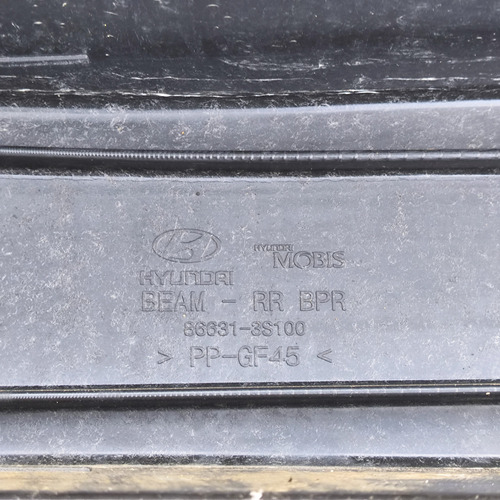 HYUNDAI
HYUNDAI
MOBIS
BEAM - RR BPR
86631-3S100
> PP-GF45 <